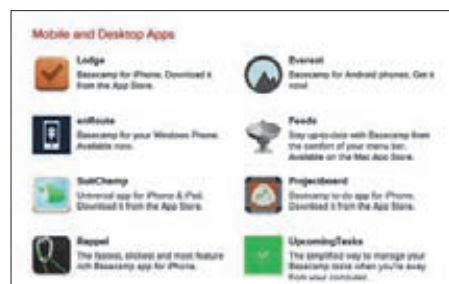 Mobile and Desktop Apps
Lodge
Basecamp for iPhone. Download it
from the App Store.
Everest
Basecamp for Android phones. Get it
now!
enRoute
Basecamp for your Windows Phone.
Available now.
Feeds
Stay up-to-date with Basecamp from
the comfort of your menu bar.
Available on the Mac App Store.
SuitChamp
Universal app for iPhone & iPad.
Download it from the App Store.
Projectboard
Basecamp to-do app for iPhone.
Download it from the App Store.
Rappel
The fastest, slickest and most feature
rich Basecamp app for iPhone.
UpcomingTasks
The simplified way to manage your
Basecamp tasks when you're away
from your computer.